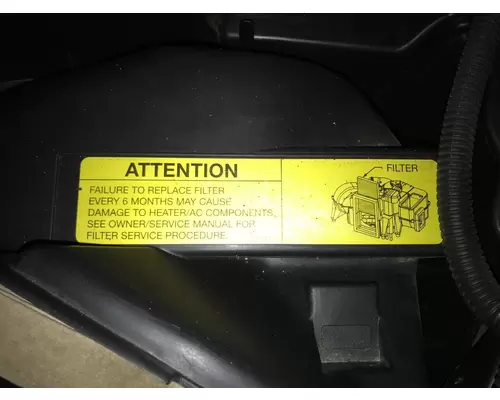 ATTENTION
FAILURE TO REPLACE FILTER
EVERY 6 MONTHS MAY CAUSE
DAMAGE TO HEATER/AC COMPONENTS.
SEE OWNER/SERVICE MANUAL FOR
FILTER SERVICE PROCEDURE.
FILTER